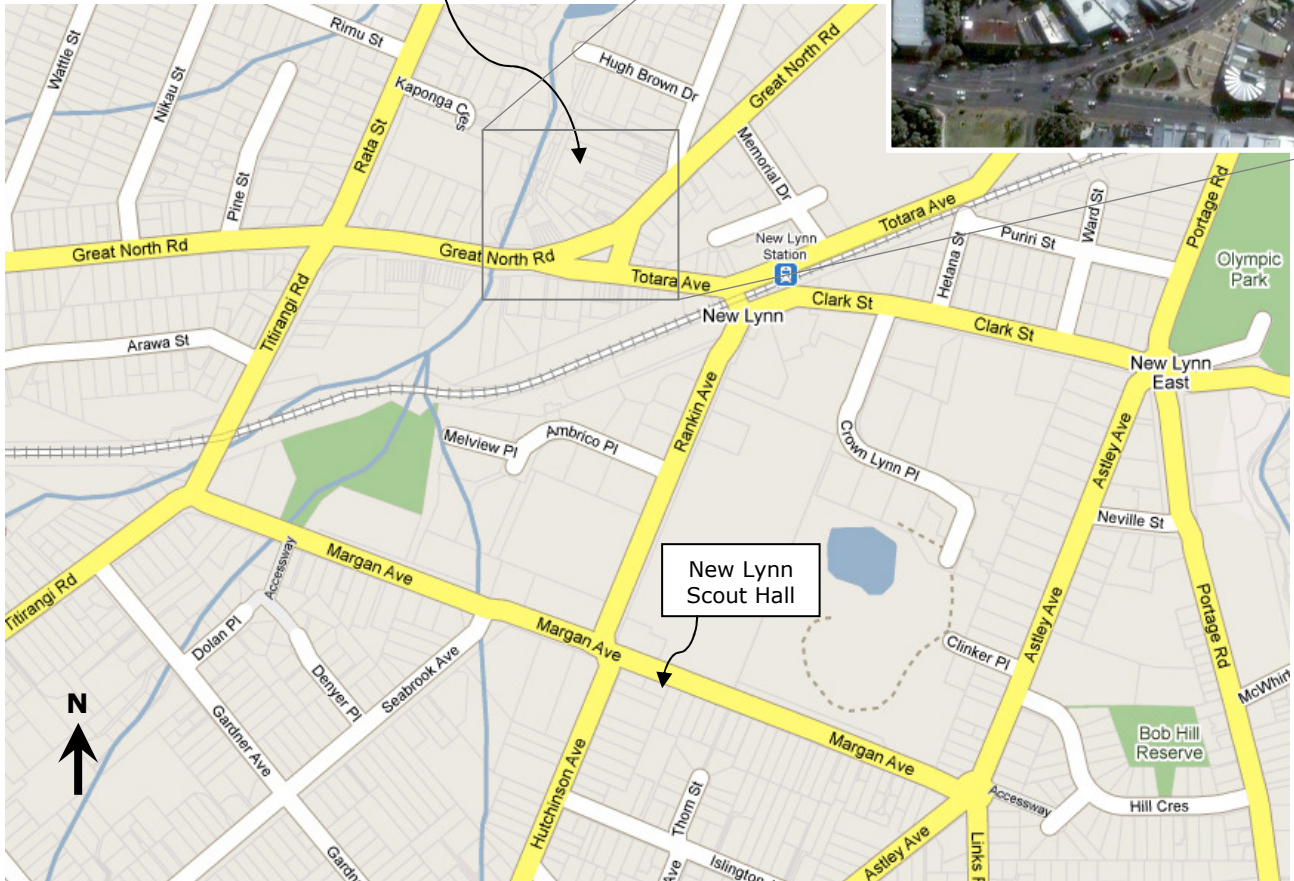 Wattle St
Nikau St
Rimu St
Pine St
Kaponga Cres
Rata St
Hugh Brown Dr
Great North Rd
Memorial Dr
Great North Rd
Great North Rd
Totara Ave
Totara Ave
New Lynn
Station
New Lynn
Clark St
Clark St
Hetana St
Puriri St
Ward St
Portage Rd
Olympic
Park
New Lynn
East
Arawa St
Titirangi Rd
Melview Pl
Ambrico Pl
Rankin Ave
Crown Lynn Pl
Astley Ave
Neville St
Titirangi Rd
Margan Ave
Accessway
New Lynn
Scout Hall
Dolan Pl
Denyer Pl
Seabrook Ave
Margan Ave
Clinker Pl
Astley Ave
Portage Rd
N
Gardner Ave
Margan Ave
Bob Hill
Reserve
Accessway
Hill Cres
Hutchinson Ave
Thom St
Astley Ave